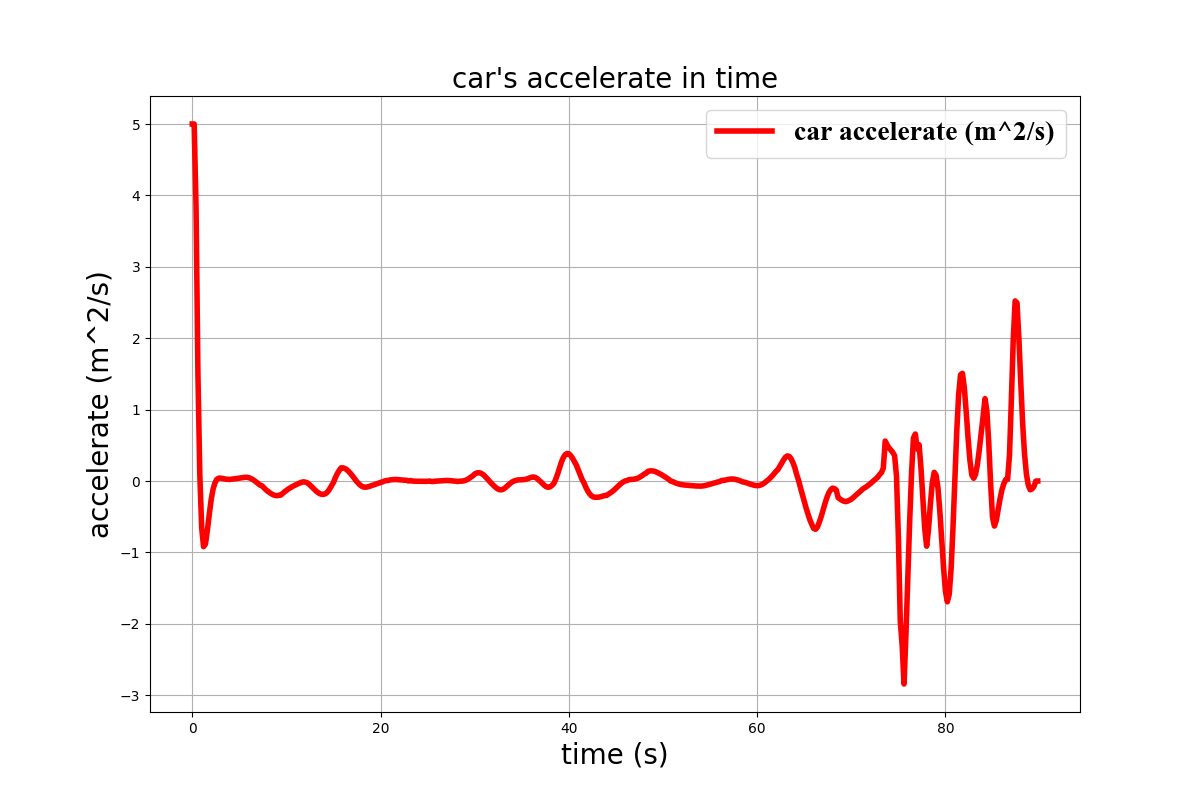 car's accelerate in time
car accelerate (m^2/s)
accelerate (m^2/s)
5
4
3
2
1
0
−1
−2
−3
0 20 40 60 80
time (s)